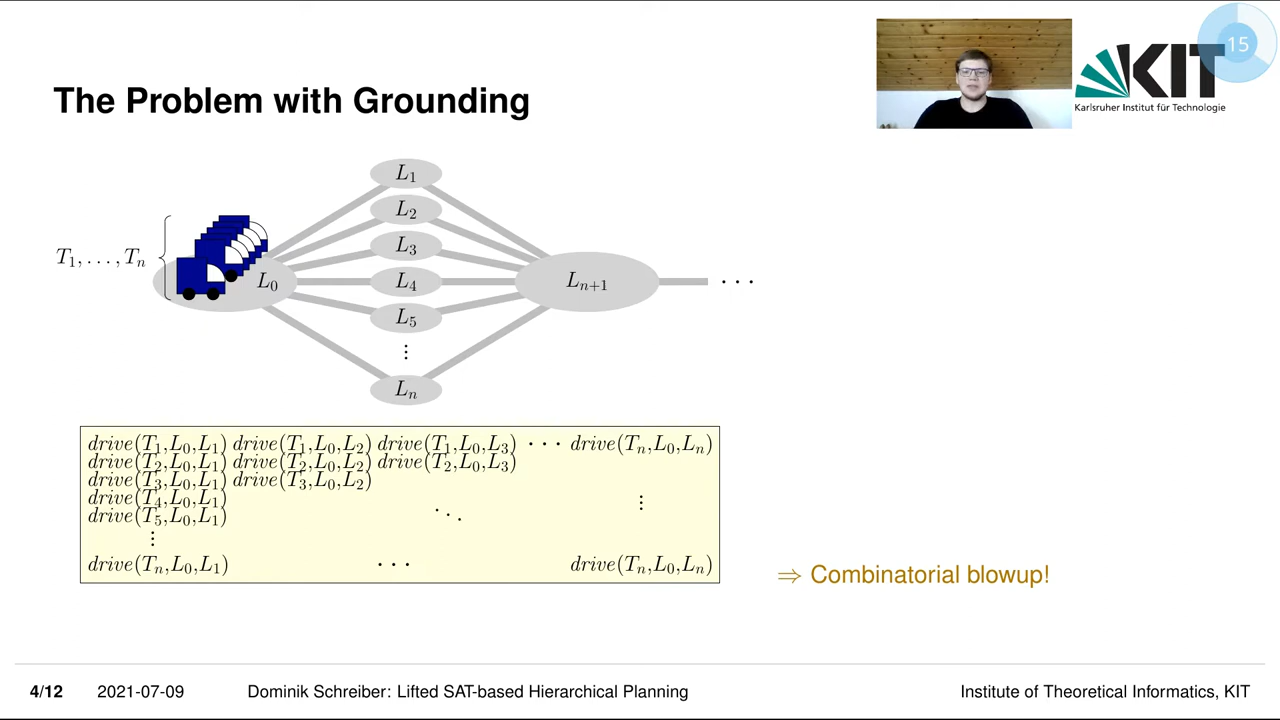 15
KIT
Karlsruher Institut für Technologie
The Problem with Grounding
L₁
L₂
L₃
T₁, . . . , Tₙ
L₀
L₄
Lₙ₊₁
· · ·
L₅
⋮
Lₙ
drive(T₁,L₀,L₁) drive(T₁,L₀,L₂) drive(T₁,L₀,L₃) · · · drive(Tₙ,L₀,Lₙ)
drive(T₂,L₀,L₁) drive(T₂,L₀,L₂) drive(T₂,L₀,L₃)
drive(T₃,L₀,L₁) drive(T₃,L₀,L₂)
drive(T₄,L₀,L₁)
drive(T₅,L₀,L₁) ⋱ ⋮
⋮
drive(Tₙ,L₀,L₁) · · · drive(Tₙ,L₀,Lₙ)
⇒ Combinatorial blowup!
4/12 2021-07-09 Dominik Schreiber: Lifted SAT-based Hierarchical Planning Institute of Theoretical Informatics, KIT